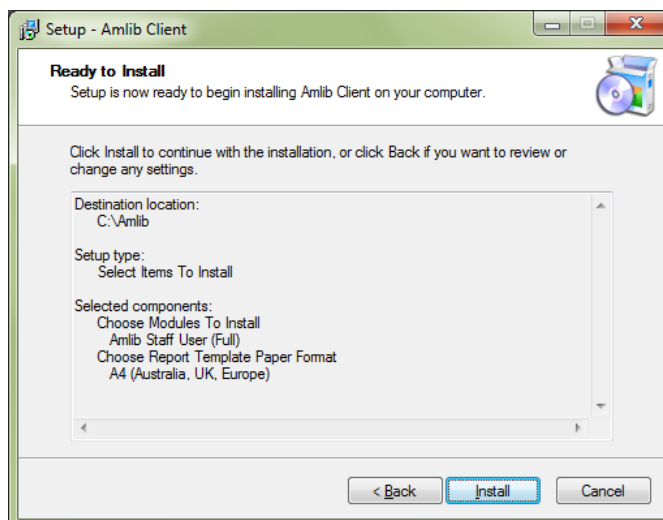 Setup - Amlib Client
Ready to Install
Setup is now ready to begin installing Amlib Client on your computer.
Click Install to continue with the installation, or click Back if you want to review or
change any settings.
Destination location:
C:\Amlib
Setup type:
Select Items To Install
Selected components:
Choose Modules To Install
Amlib Staff User (Full)
Choose Report Template Paper Format
A4 (Australia, UK, Europe)
< Back
Install
Cancel